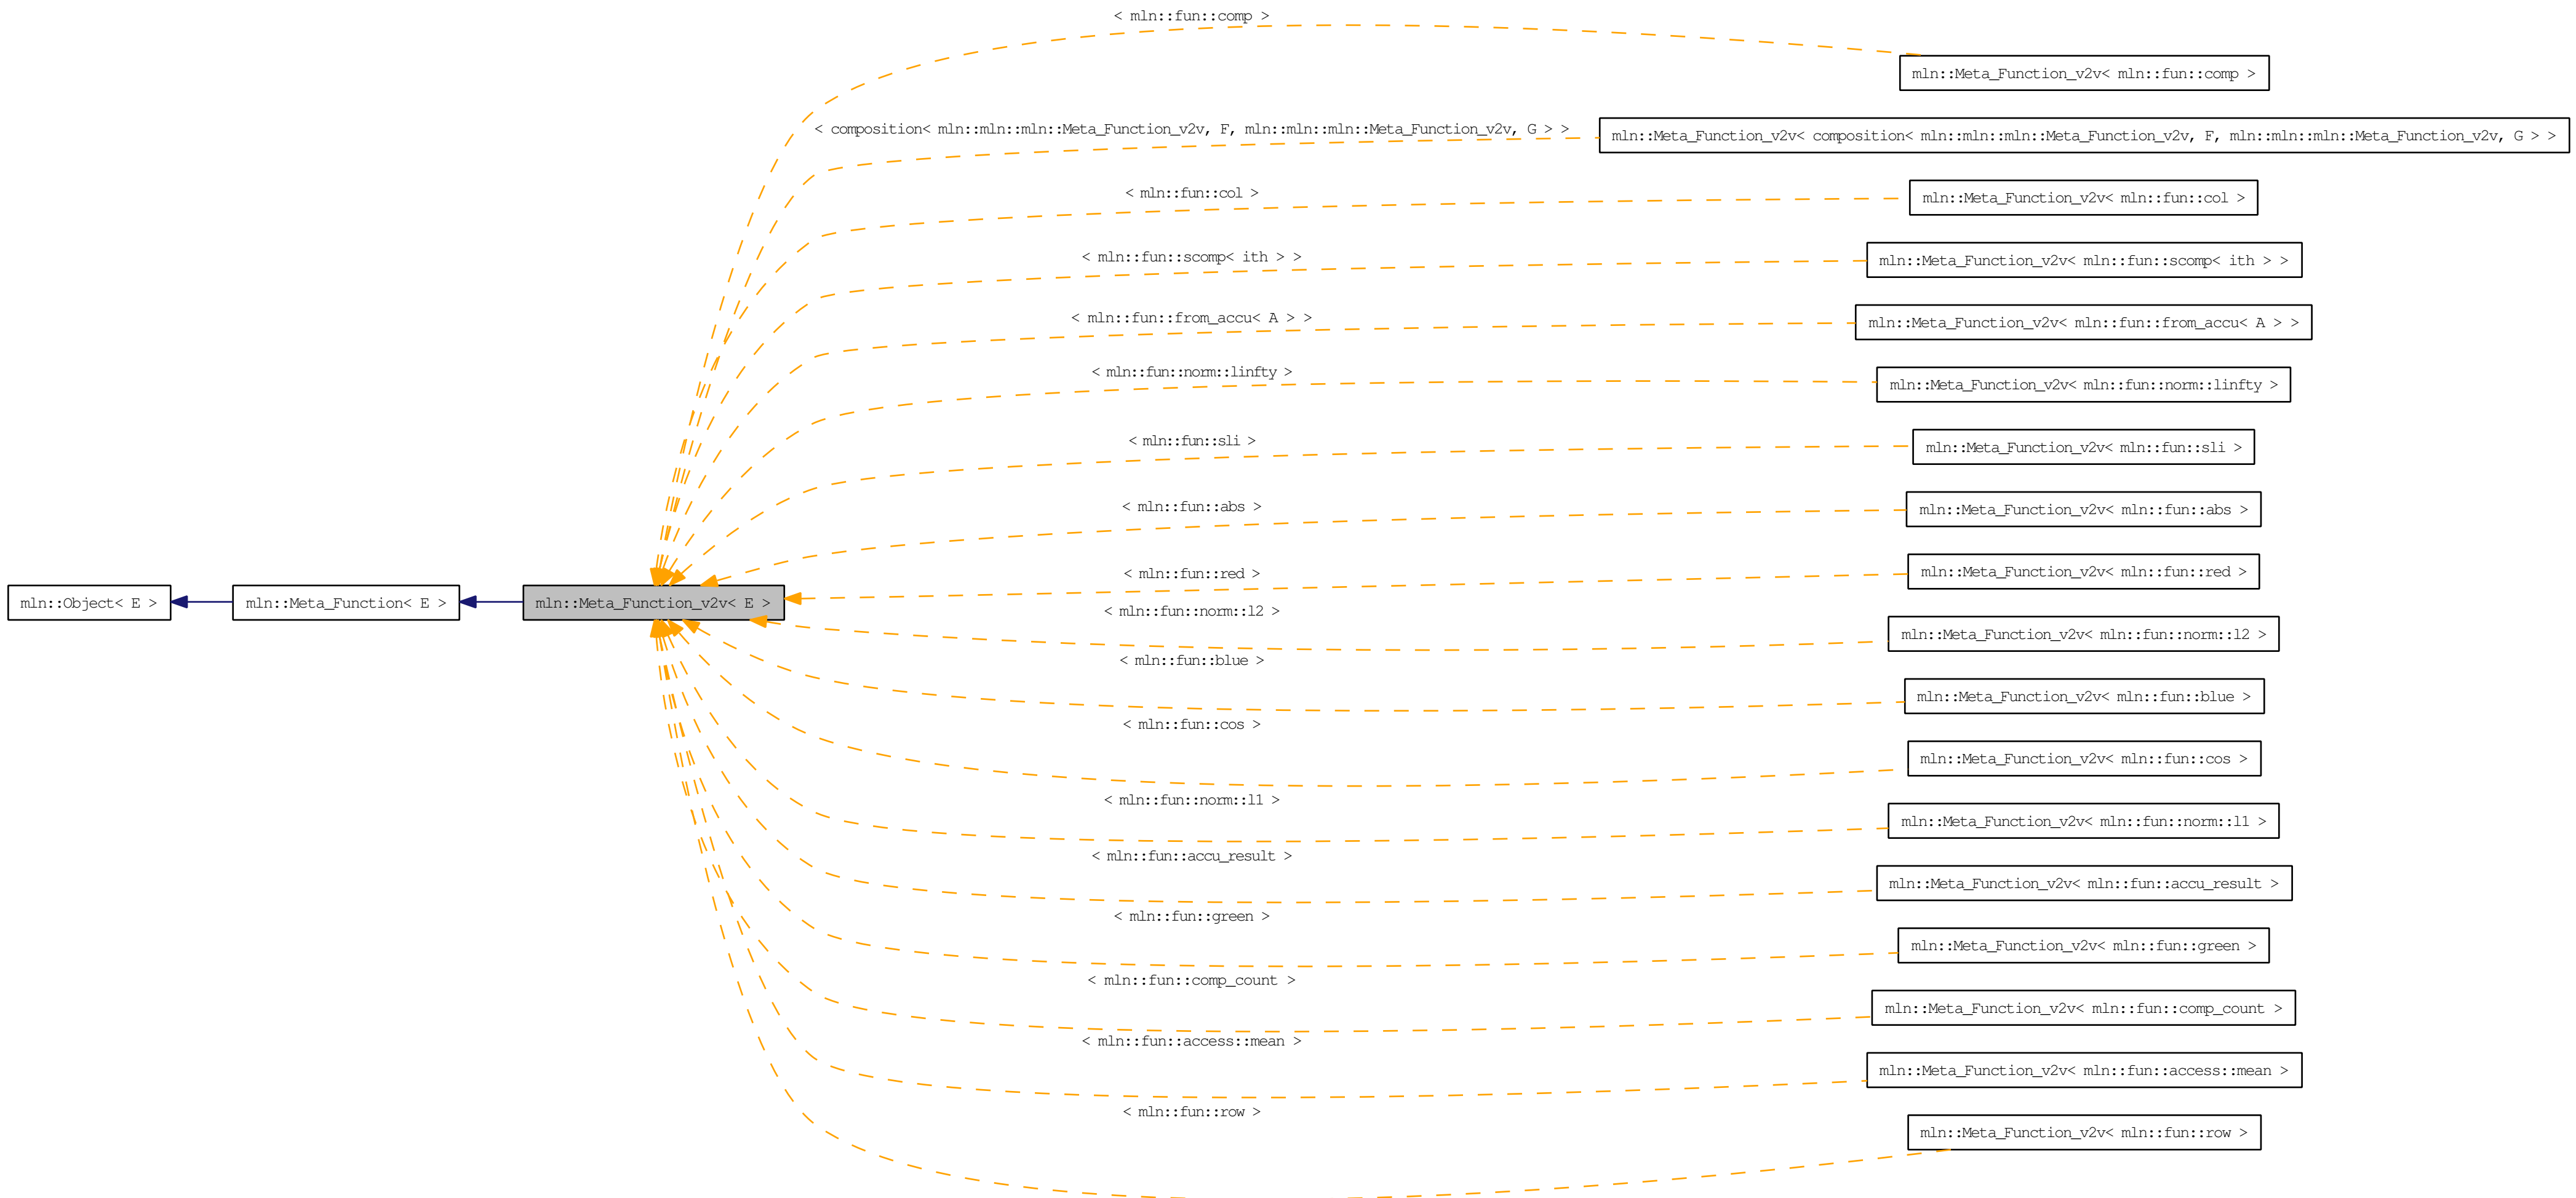 < mln::fun::comp >
mln::Meta_Function_v2v< mln::fun::comp >
< composition< mln::mln::mln::Meta_Function_v2v, F, mln::mln::mln::Meta_Function_v2v, G > >
mln::Meta_Function_v2v< composition< mln::mln::mln::Meta_Function_v2v, F, mln::mln::mln::Meta_Function_v2v, G > >
< mln::fun::col >
mln::Meta_Function_v2v< mln::fun::col >
< mln::fun::scomp< ith > >
mln::Meta_Function_v2v< mln::fun::scomp< ith > >
< mln::fun::from_accu< A > >
mln::Meta_Function_v2v< mln::fun::from_accu< A > >
< mln::fun::norm::linfty >
mln::Meta_Function_v2v< mln::fun::norm::linfty >
< mln::fun::sli >
mln::Meta_Function_v2v< mln::fun::sli >
< mln::fun::abs >
mln::Meta_Function_v2v< mln::fun::abs >
< mln::fun::red >
mln::Meta_Function_v2v< mln::fun::red >
mln::Object< E >
mln::Meta_Function< E >
mln::Meta_Function_v2v< E >
< mln::fun::norm::l2 >
mln::Meta_Function_v2v< mln::fun::norm::l2 >
< mln::fun::blue >
mln::Meta_Function_v2v< mln::fun::blue >
< mln::fun::cos >
mln::Meta_Function_v2v< mln::fun::cos >
< mln::fun::norm::l1 >
mln::Meta_Function_v2v< mln::fun::norm::l1 >
< mln::fun::accu_result >
mln::Meta_Function_v2v< mln::fun::accu_result >
< mln::fun::green >
mln::Meta_Function_v2v< mln::fun::green >
< mln::fun::comp_count >
mln::Meta_Function_v2v< mln::fun::comp_count >
< mln::fun::access::mean >
mln::Meta_Function_v2v< mln::fun::access::mean >
< mln::fun::row >
mln::Meta_Function_v2v< mln::fun::row >